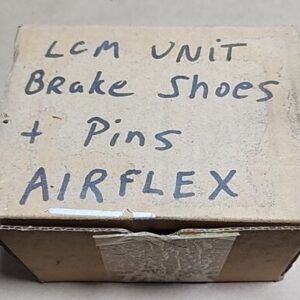 LCM UNIT
Brake Shoes
+ Pins
AIRFLEX